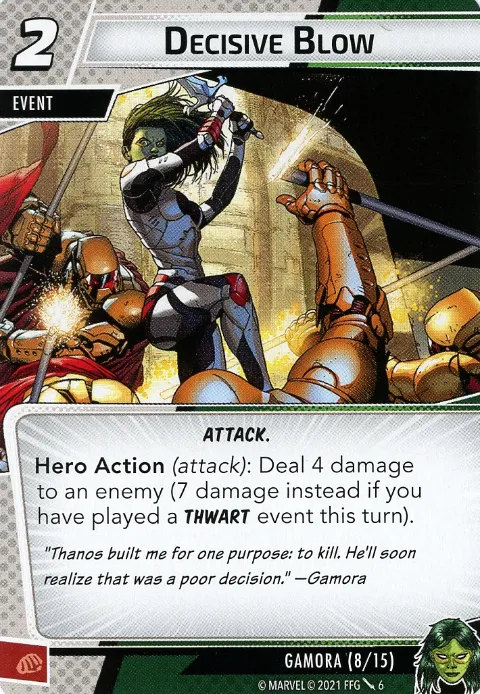 2
DECISIVE BLOW
EVENT
ATTACK.
Hero Action (attack): Deal 4 damage
to an enemy (7 damage instead if you
have played a THWART event this turn).
"Thanos built me for one purpose: to kill. He'll soon
realize that was a poor decision." —Gamora
GAMORA (8/15)
© MARVEL © 2021 FFG 6